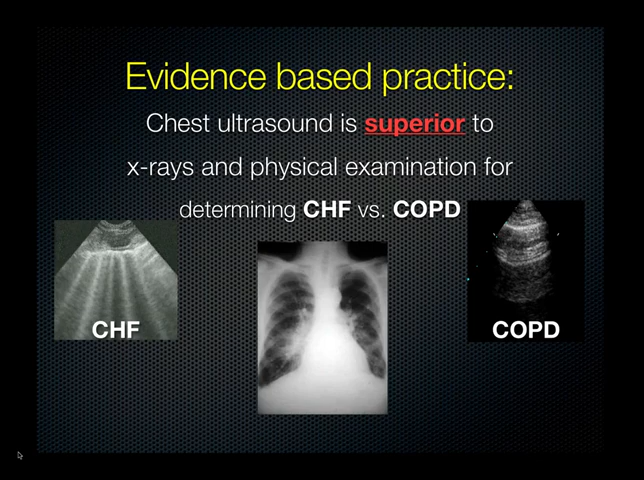 Evidence based practice:
Chest ultrasound is superior to
x-rays and physical examination for
determining CHF vs. COPD
CHF
COPD